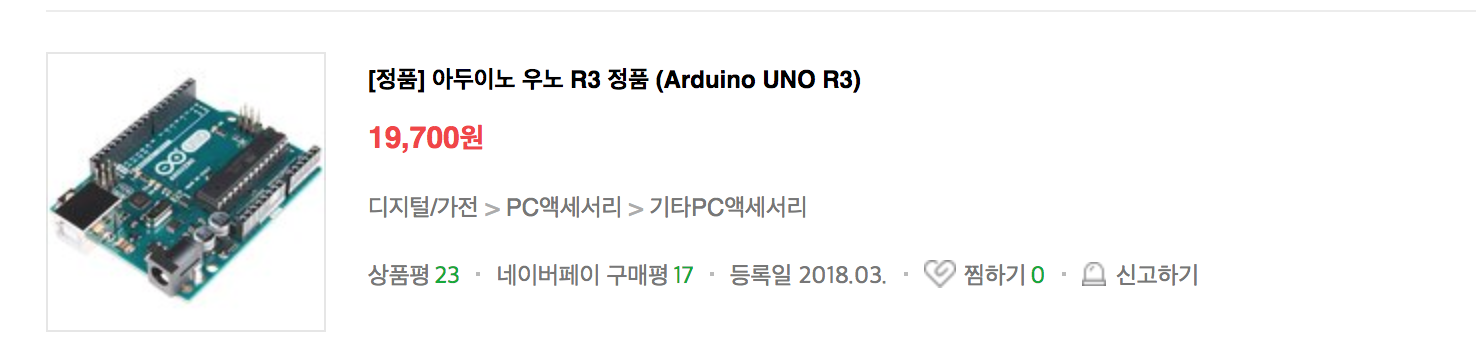 [정품] 아두이노 우노 R3 정품 (Arduino UNO R3)
19,700원
디지털/가전 > PC액세서리 > 기타PC액세서리
상품평 23 · 네이버페이 구매평 17 · 등록일 2018.03. · 찜하기 0 · 신고하기